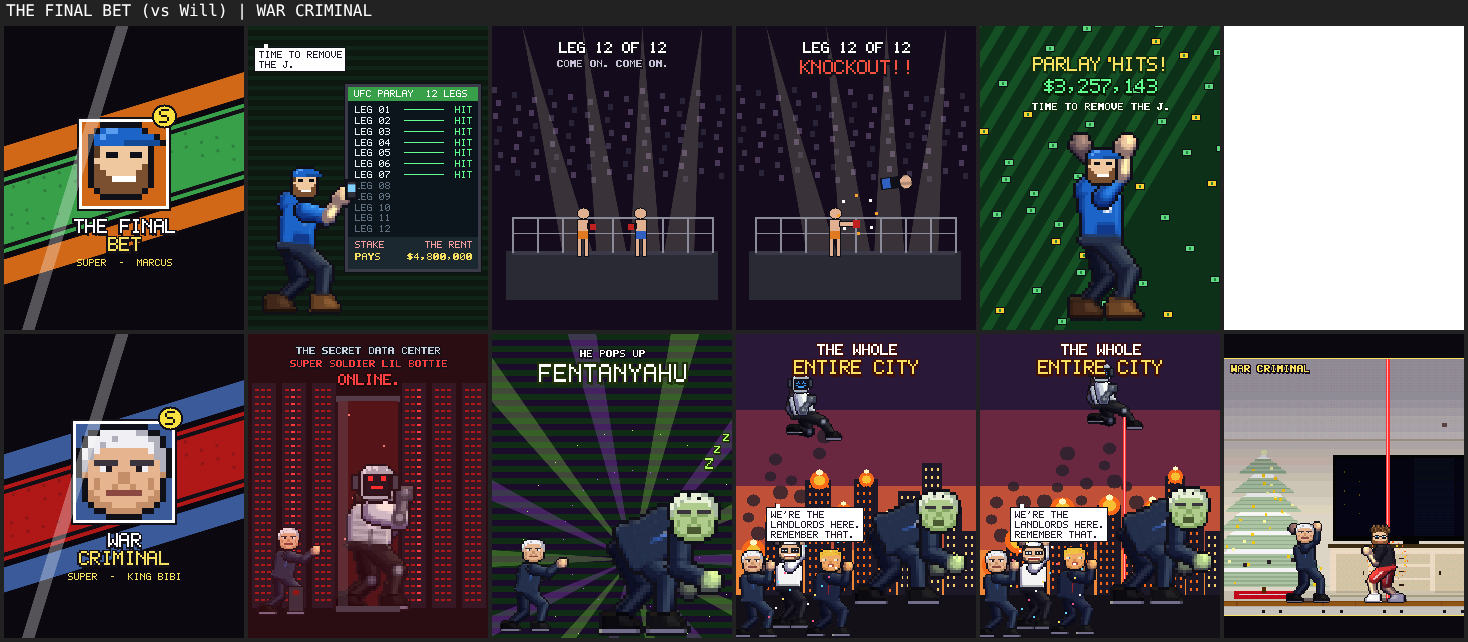 THE FINAL BET (vs Will) | WAR CRIMINAL
S
THE FINAL
BET
SUPER - MARCUS
TIME TO REMOVE
THE J.
UFC PARLAY 12 LEGS
LEG 01 HIT
LEG 02 HIT
LEG 03 HIT
LEG 04 HIT
LEG 05 HIT
LEG 06 HIT
LEG 07 HIT
LEG 08
LEG 09
LEG 10
LEG 11
LEG 12
STAKE THE RENT
PAYS $4,800,000
LEG 12 OF 12
COME ON. COME ON.
LEG 12 OF 12
KNOCKOUT!!
PARLAY HITS!
$3,257,143
TIME TO REMOVE THE J.
S
WAR
CRIMINAL
SUPER - KING BIBI
THE SECRET DATA CENTER
SUPER SOLDIER LIL BOTTIE
ONLINE.
HE POPS UP
FENTANYAHU
Z
Z
Z
THE WHOLE
ENTIRE CITY
WE'RE THE
LANDLORDS HERE.
REMEMBER THAT.
THE WHOLE
ENTIRE CITY
WE'RE THE
LANDLORDS HERE.
REMEMBER THAT.
WAR CRIMINAL